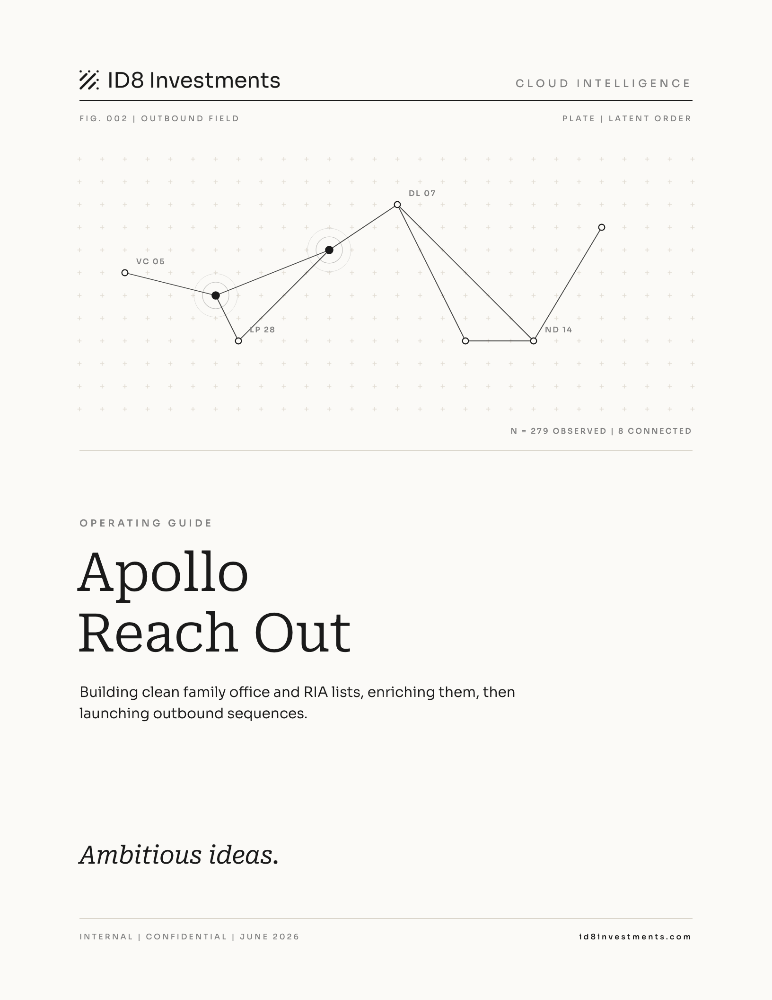 ID8 Investments
CLOUD INTELLIGENCE
FIG. 002 | OUTBOUND FIELD
PLATE | LATENT ORDER
DL 07
VC 05
LP 28
ND 14
N = 279 OBSERVED | 8 CONNECTED
OPERATING GUIDE
Apollo
Reach Out
Building clean family office and RIA lists, enriching them, then
launching outbound sequences.
Ambitious ideas.
INTERNAL | CONFIDENTIAL | JUNE 2026
id8investments.com